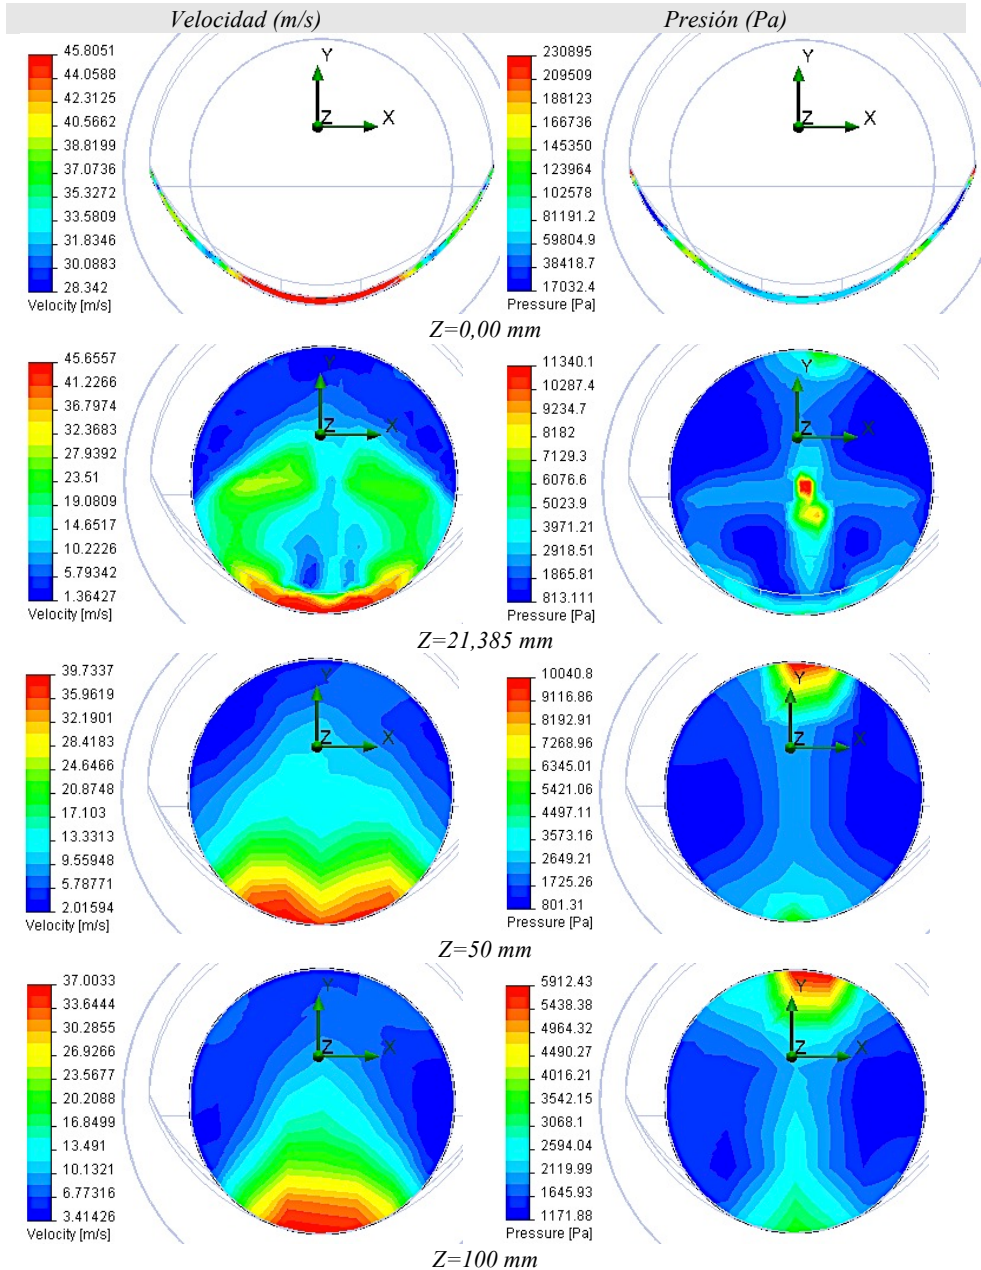 Velocidad (m/s)
Presión (Pa)
45.8051
44.0588
42.3125
40.5662
38.8199
37.0736
35.3272
33.5809
31.8346
30.0883
28.342
Velocity [m/s]
Y
Z
X
230895
209509
188123
166736
145350
123964
102578
81191.2
59804.9
38418.7
17032.4
Pressure [Pa]
Y
Z
X
Z=0,00 mm
45.6557
41.2266
36.7974
32.3683
27.9392
23.51
19.0809
14.6517
10.2226
5.79342
1.36427
Velocity [m/s]
Y
Z
X
11340.1
10287.4
9234.7
8182
7129.3
6076.6
5023.9
3971.21
2918.51
1865.81
813.111
Pressure [Pa]
Y
Z
X
Z=21,385 mm
39.7337
35.9619
32.1901
28.4183
24.6466
20.8748
17.103
13.3313
9.55948
5.78771
2.01594
Velocity [m/s]
Y
Z
X
10040.8
9116.86
8192.91
7268.96
6345.01
5421.06
4497.11
3573.16
2649.21
1725.26
801.31
Pressure [Pa]
Y
Z
X
Z=50 mm
37.0033
33.6444
30.2855
26.9266
23.5677
20.2088
16.8499
13.491
10.1321
6.77316
3.41426
Velocity [m/s]
Y
Z
X
5912.43
5438.38
4964.32
4490.27
4016.21
3542.15
3068.1
2594.04
2119.99
1645.93
1171.88
Pressure [Pa]
Y
Z
X
Z=100 mm